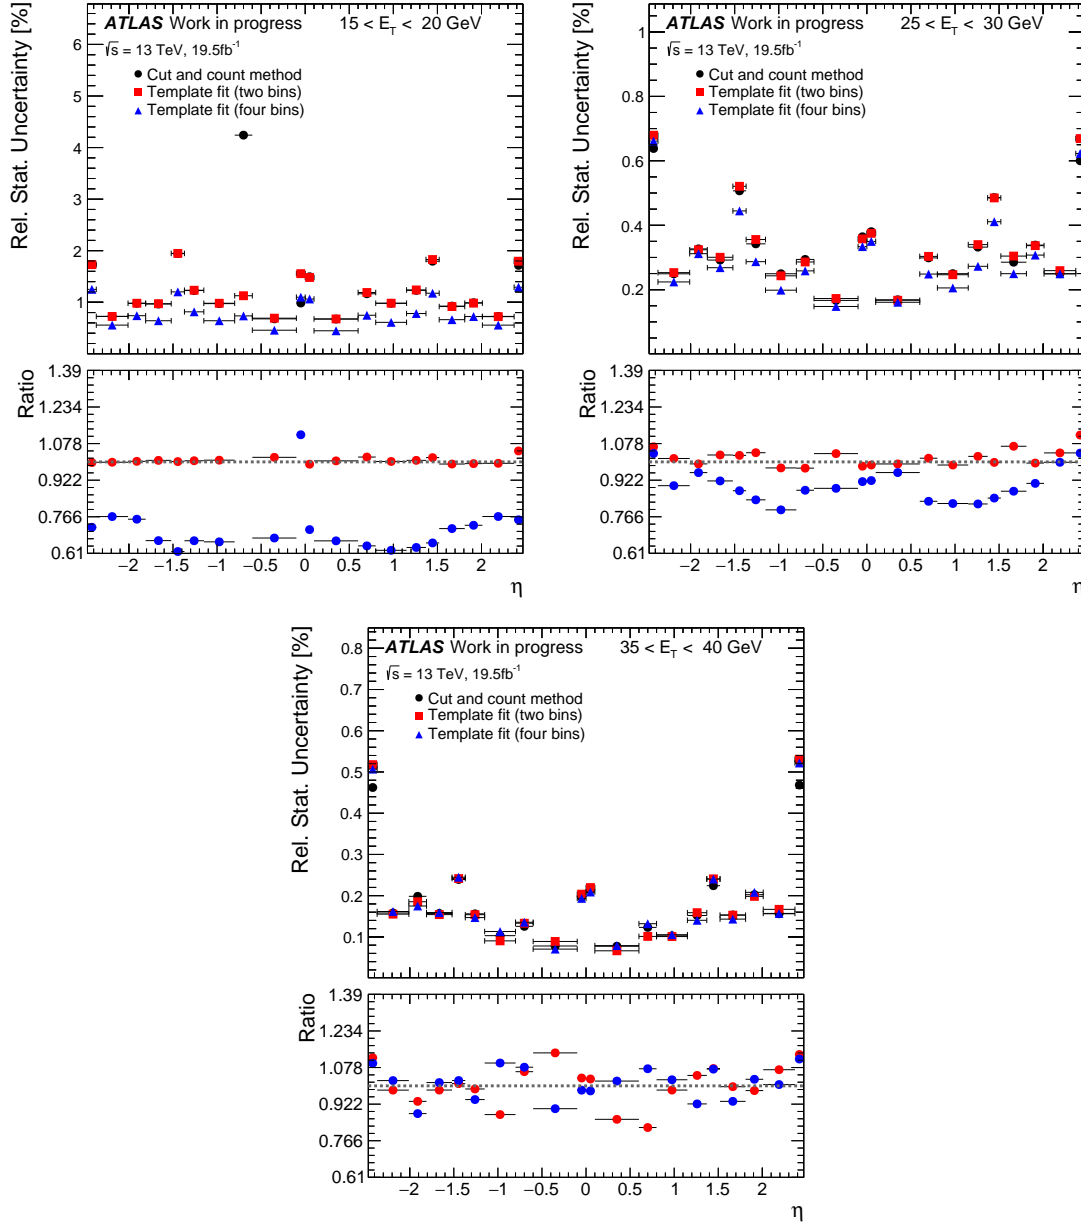 ATLAS Work in progress 15 < E_T < 20 GeV
√s = 13 TeV, 19.5fb⁻¹
Cut and count method
Template fit (two bins)
Template fit (four bins)
Rel. Stat. Uncertainty [%]
6
5
4
3
2
1
Ratio
1.39
1.234
1.078
0.922
0.766
0.61
−2 −1.5 −1 −0.5 0 0.5 1 1.5 2
η
ATLAS Work in progress 25 < E_T < 30 GeV
√s = 13 TeV, 19.5fb⁻¹
Cut and count method
Template fit (two bins)
Template fit (four bins)
Rel. Stat. Uncertainty [%]
1
0.8
0.6
0.4
0.2
Ratio
1.39
1.234
1.078
0.922
0.766
0.61
−2 −1.5 −1 −0.5 0 0.5 1 1.5 2
η
ATLAS Work in progress 35 < E_T < 40 GeV
√s = 13 TeV, 19.5fb⁻¹
Cut and count method
Template fit (two bins)
Template fit (four bins)
Rel. Stat. Uncertainty [%]
0.8
0.7
0.6
0.5
0.4
0.3
0.2
0.1
Ratio
1.39
1.234
1.078
0.922
0.766
0.61
−2 −1.5 −1 −0.5 0 0.5 1 1.5 2
η